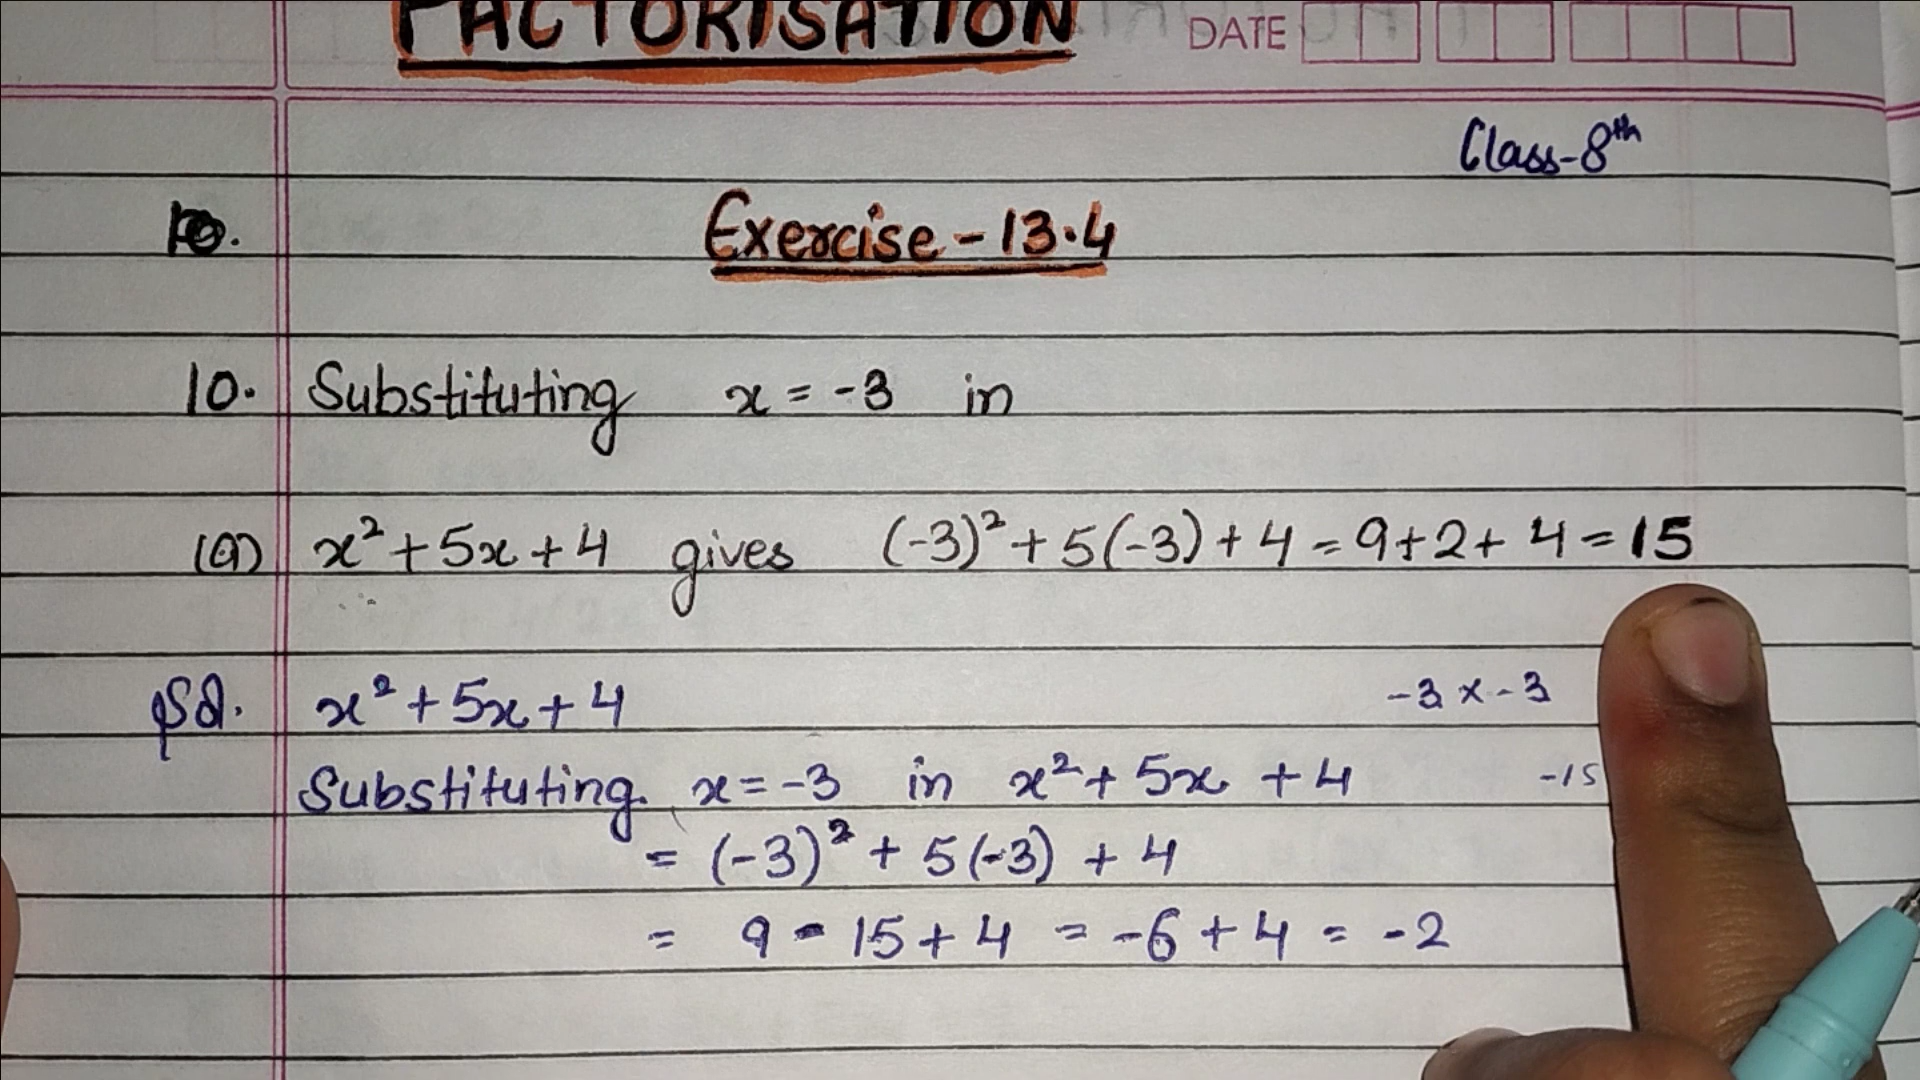 FACTORISATION DATE
Class-8th
Exercise - 13.4
10. Substituting x = -3 in
(a) x² + 5x + 4 gives (-3)² + 5(-3) + 4 = 9 + 2 + 4 = 15
Sol. x² + 5x + 4
-3 x -3
Substituting x = -3 in x² + 5x + 4
-15
= (-3)² + 5(-3) + 4
= 9 - 15 + 4 = -6 + 4 = -2